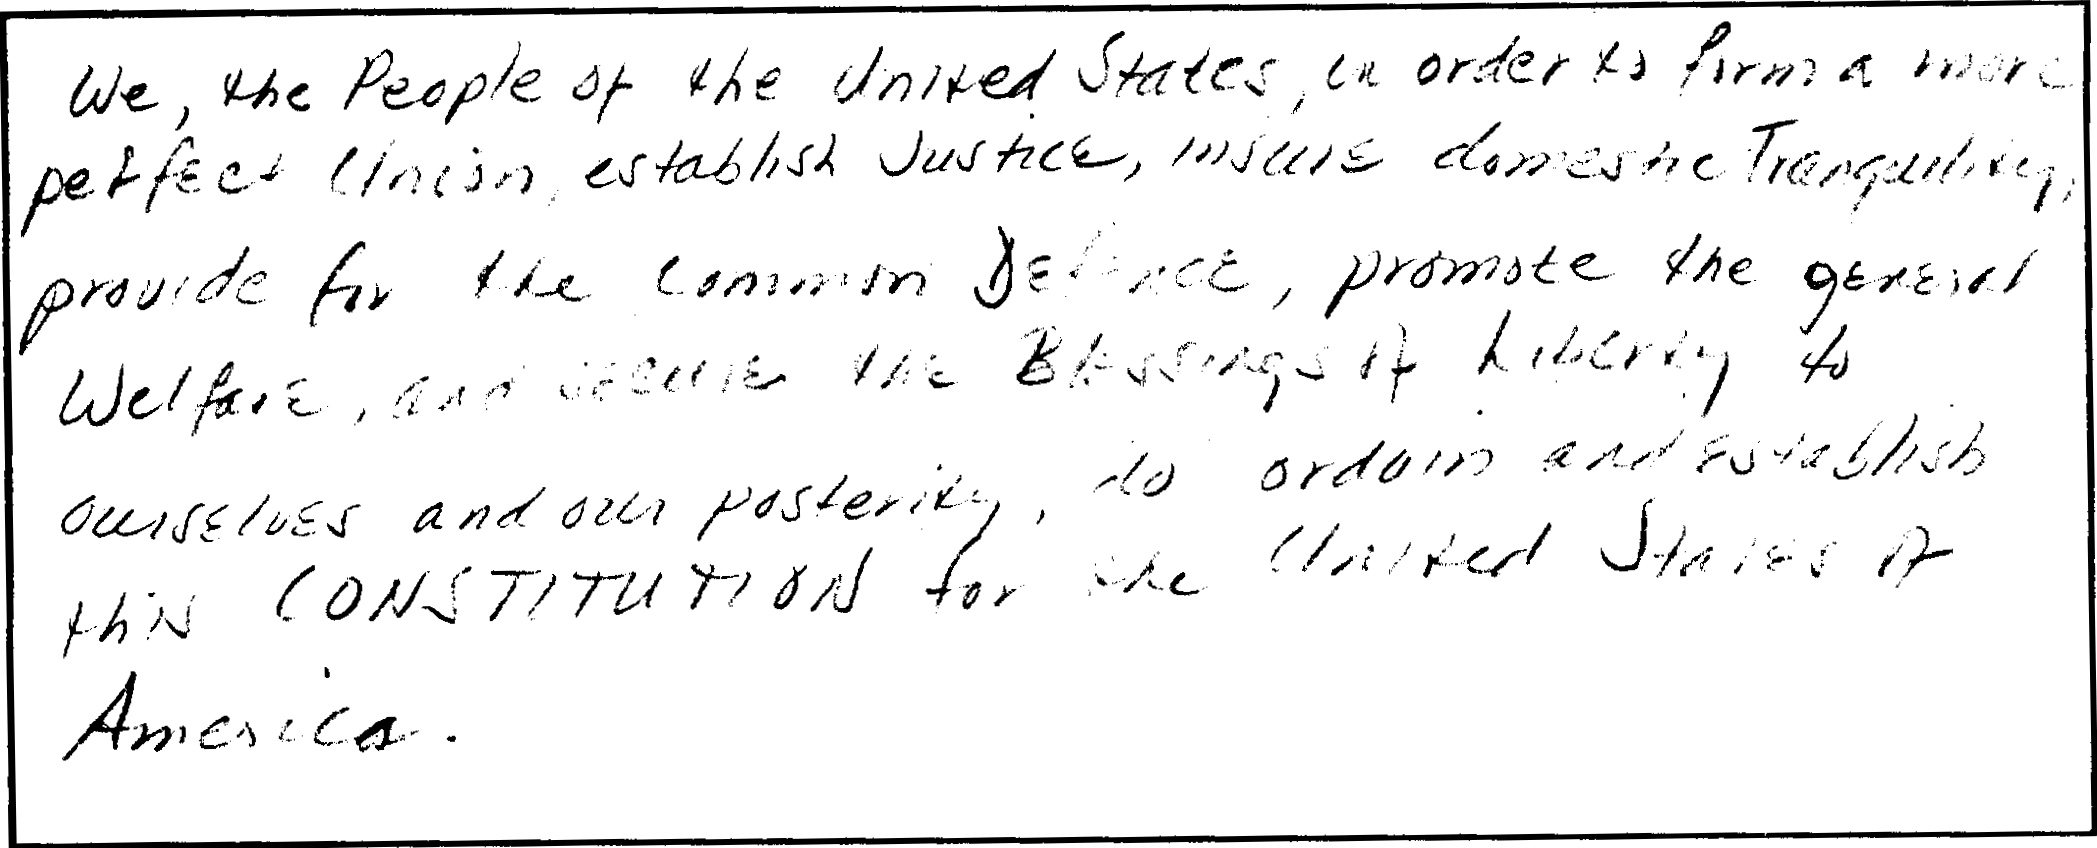 We, the People of the United States, in order to form a more
perfect Union, establish Justice, insure domestic Tranquility,
provide for the common Defence, promote the general
Welfare, and secure the Blessings of Liberty to
ourselves and our posterity, do ordain and establish
this CONSTITUTION for the United States of
America.